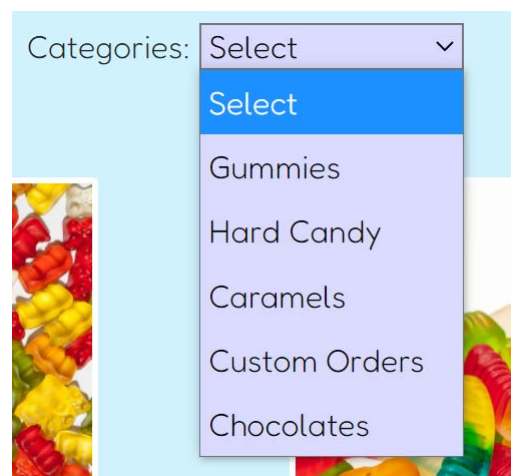 Categories: Select
Select
Gummies
Hard Candy
Caramels
Custom Orders
Chocolates